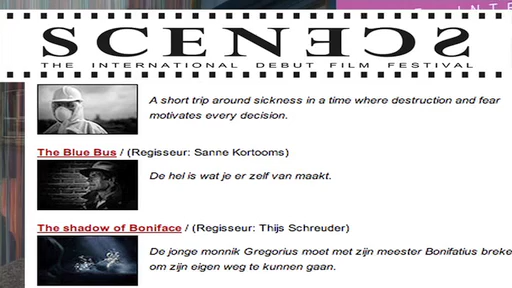 INTE
SCENECS
THE INTERNATIONAL DEBUT FILM FESTIVAL
A short trip around sickness in a time where destruction and fear
motivates every decision.
The Blue Bus / (Regisseur: Sanne Kortooms)
De hel is wat je er zelf van maakt.
The shadow of Boniface / (Regisseur: Thijs Schreuder)
De jonge monnik Gregorius moet met zijn meester Bonifatius breke
om zijn eigen weg te kunnen gaan.